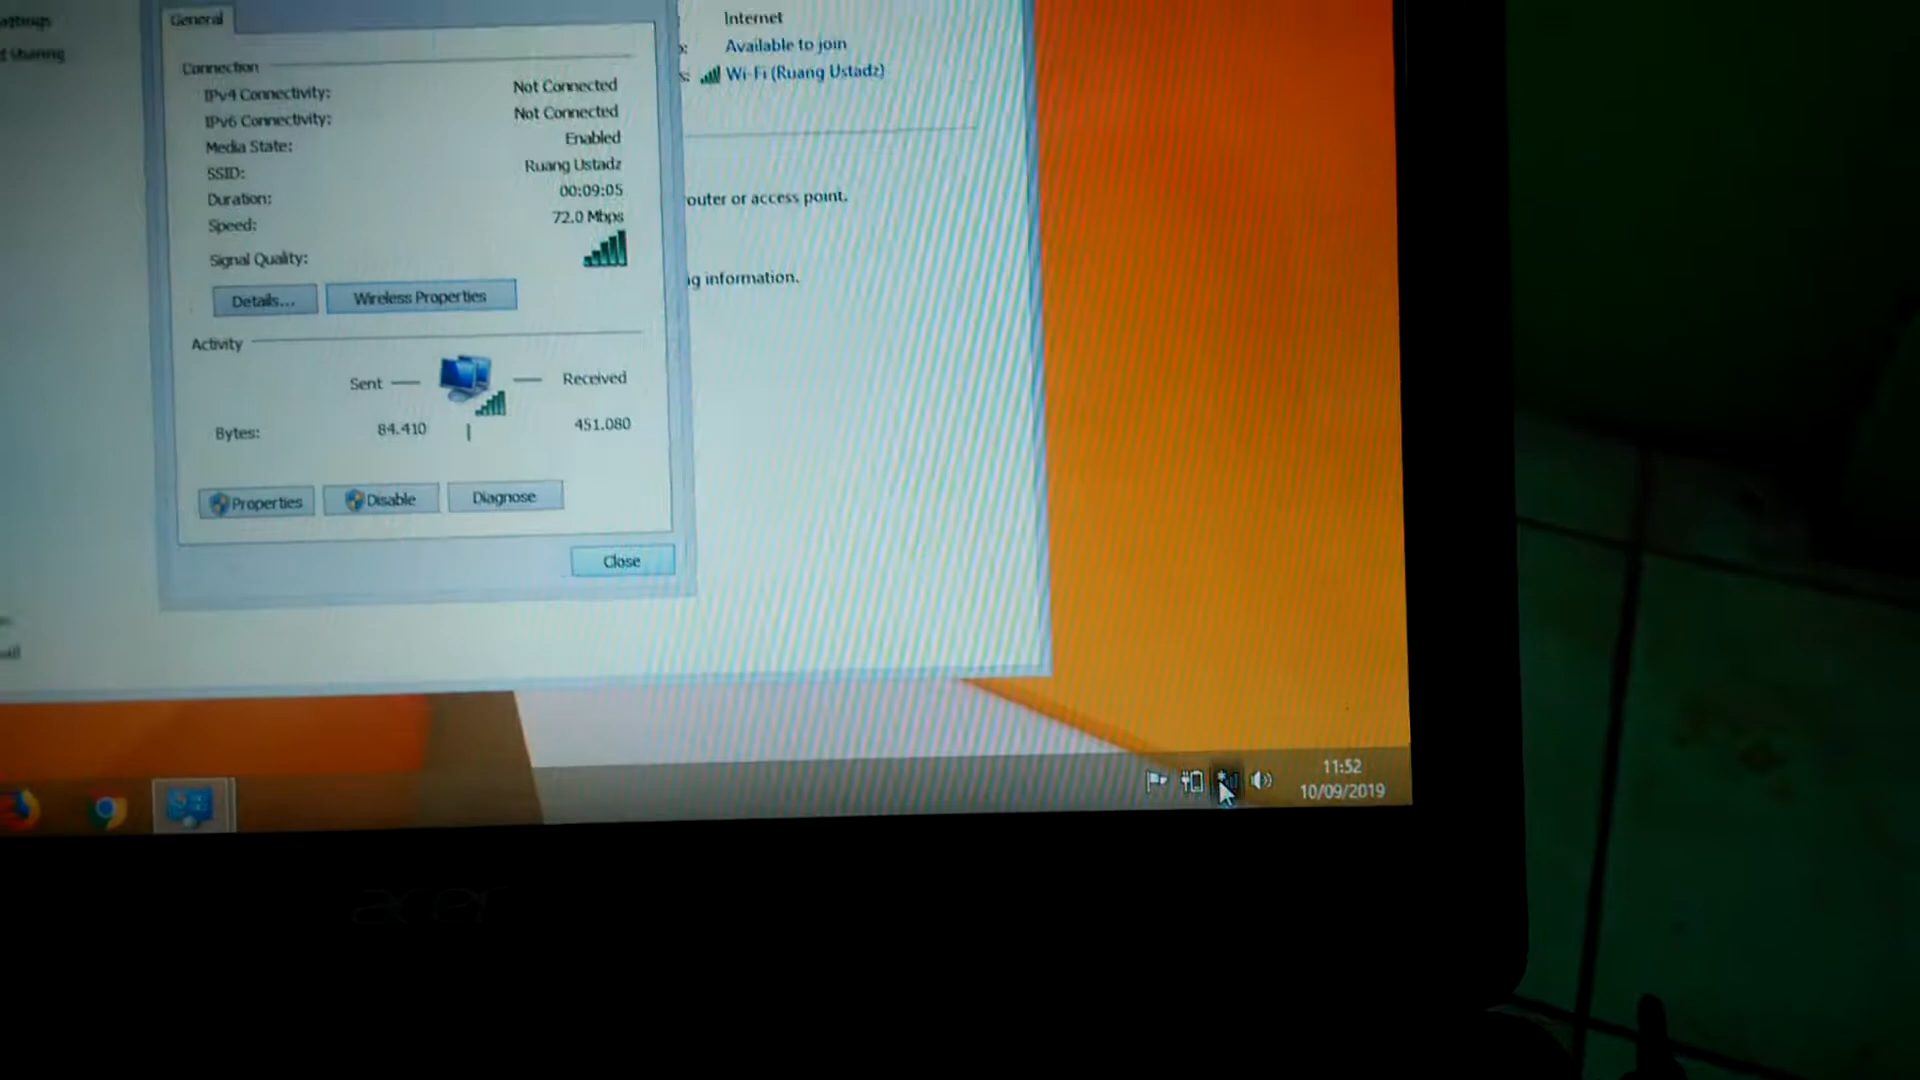 General
Connection
IPv4 Connectivity: Not Connected
IPv6 Connectivity: Not Connected
Media State: Enabled
SSID: Ruang Ustadz
Duration: 00:09:05
Speed: 72.0 Mbps
Signal Quality:
Details...
Wireless Properties
Activity
Sent
Received
Bytes: 84.410 451.080
Properties
Disable
Diagnose
Close
Internet
Available to join
Wi-Fi (Ruang Ustadz)
outer or access point.
information.
Sharing
11:52
10/09/2019
acer